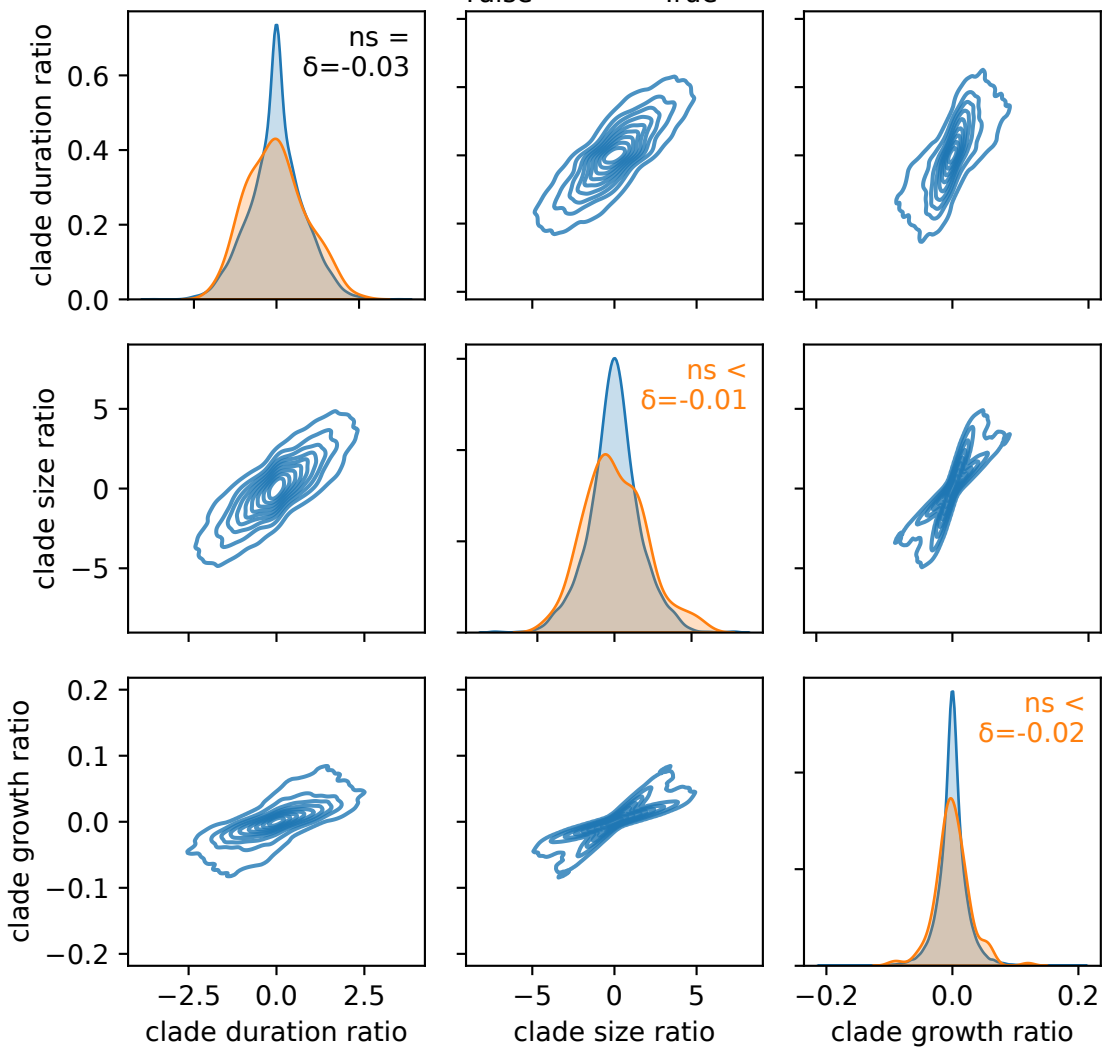 clade duration ratio
0.6
0.4
0.2
0.0
ns =
δ=-0.03
clade size ratio
5
0
−5
ns <
δ=-0.01
clade growth ratio
0.2
0.1
0.0
−0.1
−0.2
ns <
δ=-0.02
−2.5 0.0 2.5
clade duration ratio
−5 0 5
clade size ratio
−0.2 0.0 0.2
clade growth ratio